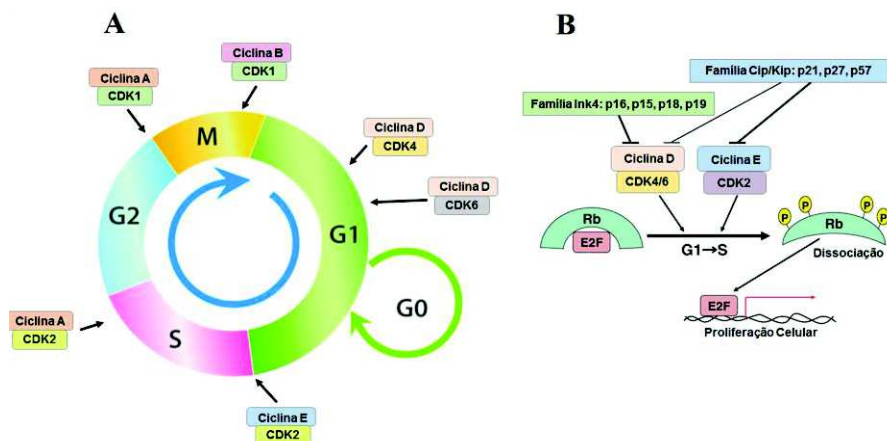 A
Ciclina B
CDK1
Ciclina A
CDK1
M
Ciclina D
CDK4
Ciclina D
CDK6
G2
G1
G0
S
Ciclina A
CDK2
Ciclina E
CDK2
B
Família Cip/Kip: p21, p27, p57
Família Ink4: p16, p15, p18, p19
Ciclina D
CDK4/6
Ciclina E
CDK2
Rb
E2F
G1→S
P
P
P
P
Rb
Dissociação
E2F
Proliferação Celular